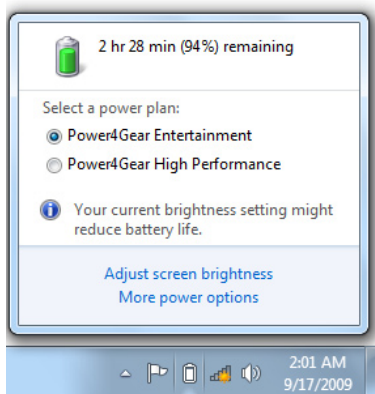 2 hr 28 min (94%) remaining
Select a power plan:
Power4Gear Entertainment
Power4Gear High Performance
Your current brightness setting might
reduce battery life.
Adjust screen brightness
More power options
2:01 AM
9/17/2009